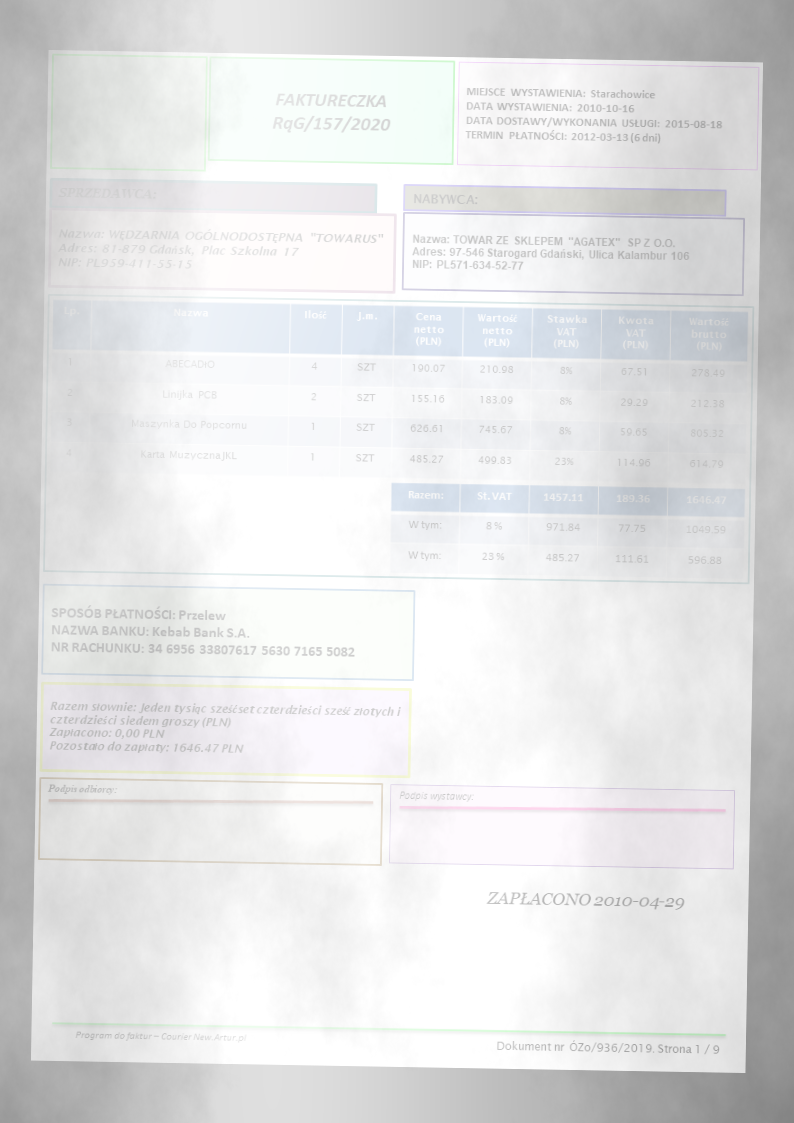 FAKTURECZKA
RqG/157/2020
MIEJSCE WYSTAWIENIA: Starachowice
DATA WYSTAWIENIA: 2010-10-16
DATA DOSTAWY/WYKONANIA USŁUGI: 2015-08-18
TERMIN PŁATNOŚCI: 2012-03-13 (6 dni)
SPRZEDAWCA:
Nazwa: WĘDZARNIA OGÓLNODOSTĘPNA "TOWARUS"
Adres: 81-879 Gdańsk, Plac Szkolna 17
NIP: PL959-411-55-15
NABYWCA:
Nazwa: TOWAR ZE SKLEPEM "AGATEX" SP Z O.O.
Adres: 97-546 Starogard Gdański, Ulica Kalambur 106
NIP: PL571-634-52-77
Lp. Nazwa Ilość J.m. Cena netto (PLN) Wartość netto (PLN) Stawka VAT (PLN) Kwota VAT (PLN) Wartość brutto (PLN)
1 ABECADŁO 4 SZT 190.07 210.98 8% 67.51 278.49
2 Linijka PCB 2 SZT 155.16 183.09 8% 29.29 212.38
3 Maszynka Do Popcornu 1 SZT 626.61 745.67 8% 59.65 805.32
4 Karta Muzyczna JKL 1 SZT 485.27 499.83 23% 114.96 614.79
Razem: St.VAT 1457.11 189.36 1646.47
W tym: 8% 971.84 77.75 1049.59
W tym: 23% 485.27 111.61 596.88
SPOSÓB PŁATNOŚCI: Przelew
NAZWA BANKU: Kebab Bank S.A.
NR RACHUNKU: 34 6956 33807617 5630 7165 5082
Razem słownie: Jeden tysiąc sześćset czterdzieści sześć złotych i
czterdzieści siedem groszy (PLN)
Zapłacono: 0,00 PLN
Pozostało do zapłaty: 1646.47 PLN
Podpis odbiorcy:
Podpis wystawcy:
ZAPŁACONO 2010-04-29
Program do faktur – Courier New.Artur.pl
Dokument nr ÓZo/936/2019, Strona 1 / 9